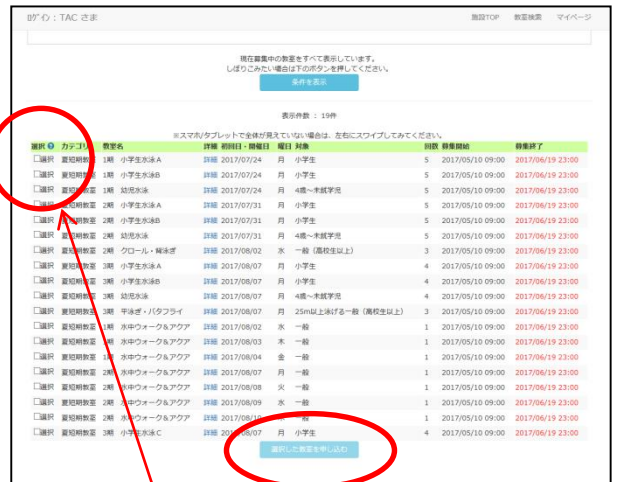 ログイン : TAC さま 施設TOP 教室検索 マイページ
現在募集中の教室をすべて表示しています。
しぼりこみたい場合は下のボタンを押してください。
条件を表示
表示件数 : 19件
※スマホ/タブレットで全体が見えていない場合は、左右にスワイプしてみてください。
選択 カテゴリ 教室名 詳細 初回日・開催日 曜日 対象 回数 募集開始 募集終了
選択 夏短期教室 1期 小学生水泳A 詳細 2017/07/24 月 小学生 5 2017/05/10 09:00 2017/06/19 23:00
選択 夏短期教室 1期 小学生水泳B 詳細 2017/07/24 月 小学生 5 2017/05/10 09:00 2017/06/19 23:00
選択 夏短期教室 1期 幼児水泳 詳細 2017/07/24 月 4歳～未就学児 5 2017/05/10 09:00 2017/06/19 23:00
選択 夏短期教室 2期 小学生水泳A 詳細 2017/07/31 月 小学生 5 2017/05/10 09:00 2017/06/19 23:00
選択 夏短期教室 2期 小学生水泳B 詳細 2017/07/31 月 小学生 5 2017/05/10 09:00 2017/06/19 23:00
選択 夏短期教室 2期 幼児水泳 詳細 2017/07/31 月 4歳～未就学児 5 2017/05/10 09:00 2017/06/19 23:00
選択 夏短期教室 2期 クロール・背泳ぎ 詳細 2017/08/02 水 一般（高校生以上） 3 2017/05/10 09:00 2017/06/19 23:00
選択 夏短期教室 3期 小学生水泳A 詳細 2017/08/07 月 小学生 4 2017/05/10 09:00 2017/06/19 23:00
選択 夏短期教室 3期 小学生水泳B 詳細 2017/08/07 月 小学生 4 2017/05/10 09:00 2017/06/19 23:00
選択 夏短期教室 3期 幼児水泳 詳細 2017/08/07 月 4歳～未就学児 4 2017/05/10 09:00 2017/06/19 23:00
選択 夏短期教室 3期 平泳ぎ・バタフライ 詳細 2017/08/07 月 25m以上泳げる一般（高校生以上） 3 2017/05/10 09:00 2017/06/19 23:00
選択 夏短期教室 1期 水中ウォーク&アクア 詳細 2017/08/02 水 一般 1 2017/05/10 09:00 2017/06/19 23:00
選択 夏短期教室 1期 水中ウォーク&アクア 詳細 2017/08/03 木 一般 1 2017/05/10 09:00 2017/06/19 23:00
選択 夏短期教室 1期 水中ウォーク&アクア 詳細 2017/08/04 金 一般 1 2017/05/10 09:00 2017/06/19 23:00
選択 夏短期教室 2期 水中ウォーク&アクア 詳細 2017/08/07 月 一般 1 2017/05/10 09:00 2017/06/19 23:00
選択 夏短期教室 2期 水中ウォーク&アクア 詳細 2017/08/08 火 一般 1 2017/05/10 09:00 2017/06/19 23:00
選択 夏短期教室 2期 水中ウォーク&アクア 詳細 2017/08/09 水 一般 1 2017/05/10 09:00 2017/06/19 23:00
選択 夏短期教室 2期 水中ウォーク&アクア 詳細 2017/08/10 一般 1 2017/05/10 09:00 2017/06/19 23:00
選択 夏短期教室 3期 小学生水泳C 詳細 2017/08/07 月 小学生 4 2017/05/10 09:00 2017/06/19 23:00
選択した教室を申し込む